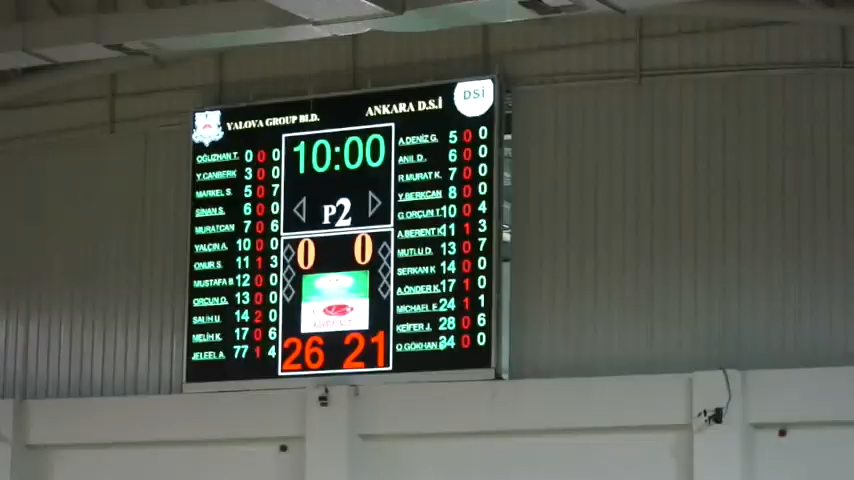 YALOVA GROUP BLD.
ANKARA D.S.İ
DSİ
10:00
P2
0 0
26 21
OĞUZHAN T. 0 0 0
Y.CANBERK 3 0 0
MARKEL S. 5 0 7
SİNAN S. 6 0 0
MURATCAN 7 0 6
YALÇIN A. 10 0 0
ONUR S. 11 1 3
MUSTAFA B. 12 0 0
ORÇUN O. 13 0 0
SALİH U. 14 2 0
MELİH K. 17 0 6
JELEEL A. 77 1 4
A.DENİZ G. 5 0 0
ANIL D. 6 0 0
R.MURAT K. 7 0 0
Y.BERKCAN 8 0 0
G.ORÇUN T. 10 0 4
A.BERENT K 11 1 3
MUTLU D. 13 0 7
SERKAN K 14 0 0
A.ÖNDER K. 17 1 0
MICHAEL E. 24 1 1
KEIFER J. 28 0 6
O.GÖKHAN 34 0 0